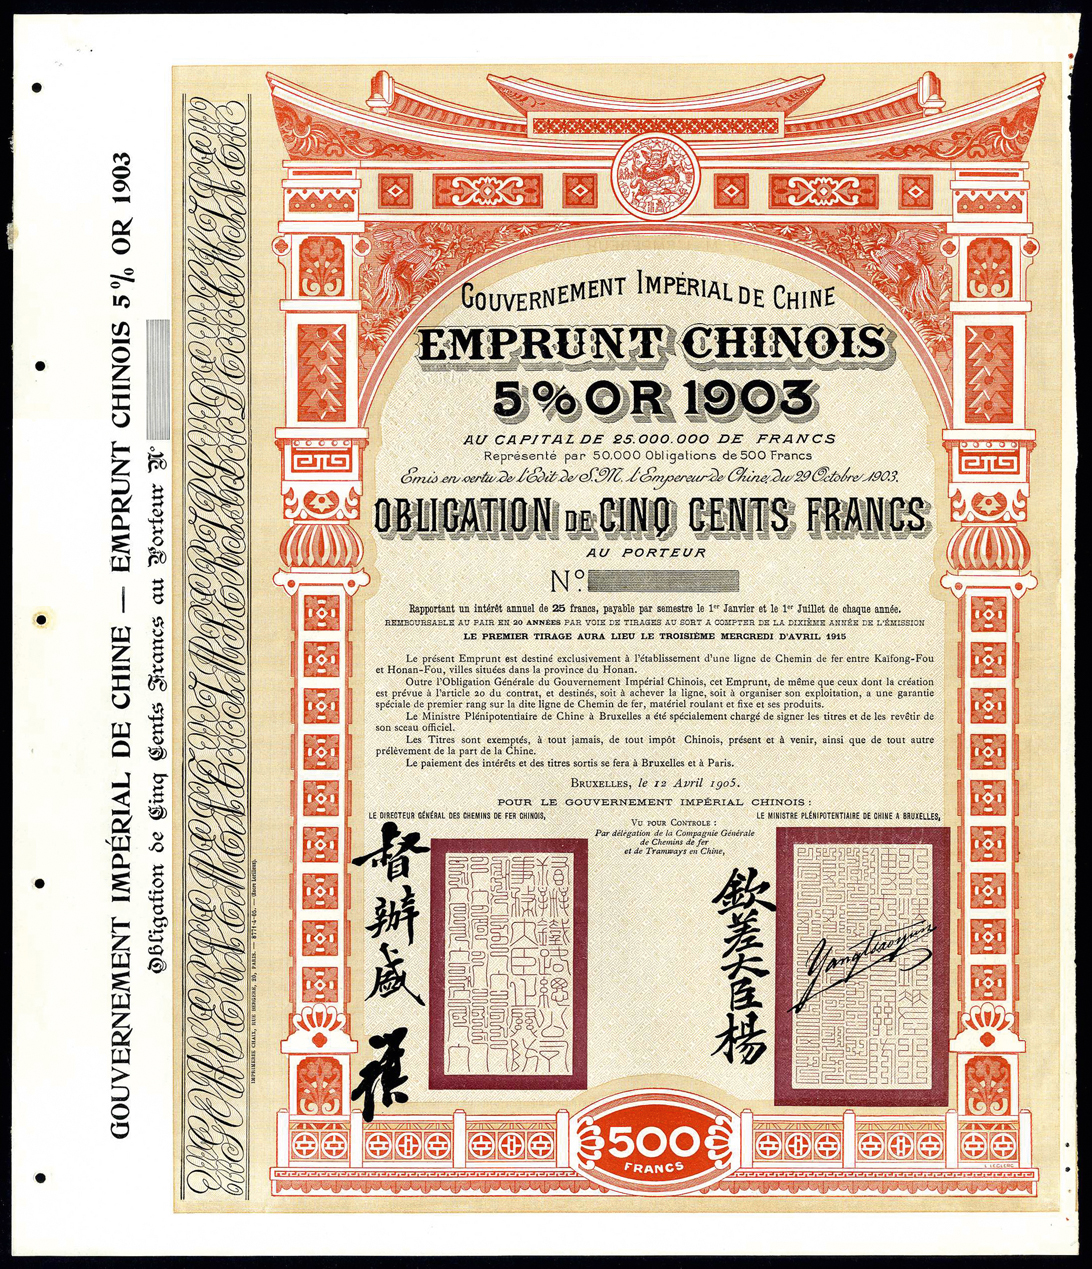 GOUVERNEMENT IMPÉRIAL DE CHINE — EMPRUNT CHINOIS 5% OR 1903
Obligation de Cinq Cents Francs au Porteur N°
GOUVERNEMENT IMPÉRIAL DE CHINE
EMPRUNT CHINOIS
5% OR 1903
AU CAPITAL DE 25.000.000 DE FRANCS
Représenté par 50,000 Obligations de 500 Francs
Emis en vertu de l'Edit de S.M. l'Empereur de Chine, du 29 Octobre 1903.
OBLIGATION DE CINQ CENTS FRANCS
AU PORTEUR
N°.
Rapportant un intérêt annuel de 25 francs, payable par semestre le 1er Janvier et le 1er Juillet de chaque année.
REMBOURSABLE AU PAIR EN 20 ANNÉES PAR VOIE DE TIRAGES AU SORT A COMPTER DE LA DIXIÈME ANNÉE DE L'ÉMISSION
LE PREMIER TIRAGE AURA LIEU LE TROISIÈME MERCREDI D'AVRIL 1915
Le présent Emprunt est destiné exclusivement à l'établissement d'une ligne de Chemin de fer entre Kaïfong-Fou
et Honan-Fou, villes situées dans la province du Honan.
Outre l'Obligation Générale du Gouvernement Impérial Chinois, cet Emprunt, de même que ceux dont la création
est prévue à l'article 20 du contrat, et destinés, soit à achever la ligne, soit à organiser son exploitation, a une garantie
spéciale de premier rang sur la dite ligne de Chemin de fer, matériel roulant et fixe et ses produits.
Le Ministre Plénipotentiaire de Chine à Bruxelles a été spécialement chargé de signer les titres et de les revêtir de
son sceau officiel.
Les Titres sont exemptés, à tout jamais, de tout impôt Chinois, présent et à venir, ainsi que de tout autre
prélèvement de la part de la Chine.
Le paiement des intérêts et des titres sortis se fera à Bruxelles et à Paris.
BRUXELLES, le 12 Avril 1905.
POUR LE GOUVERNEMENT IMPÉRIAL CHINOIS :
LE DIRECTEUR GÉNÉRAL DES CHEMINS DE FER CHINOIS,
VU POUR CONTROLE :
Par délégation de la Compagnie Générale
de Chemins de fer
et de Tramways en Chine,
LE MINISTRE PLÉNIPOTENTIAIRE DE CHINE A BRUXELLES,
督辦盛
欽差大臣楊
Yangtsaoyun
IMPRIMERIE CHAIX, RUE BERGÈRE, 20, PARIS.
500
FRANCS
L. LECLERC